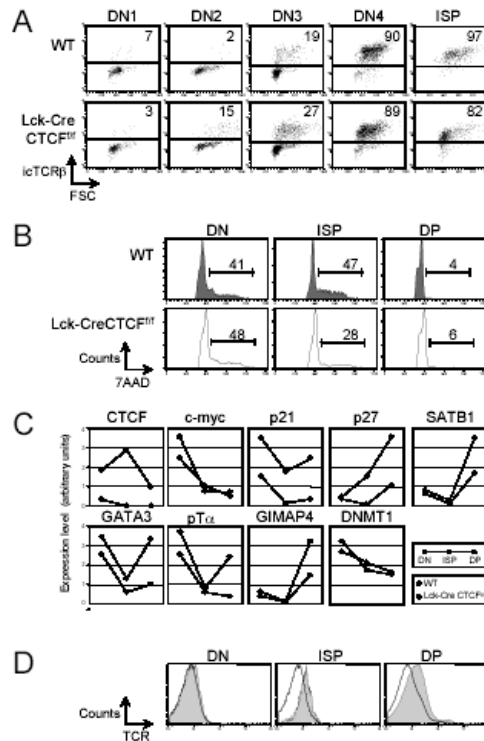 A
DN1 DN2 DN3 DN4 ISP
WT
7 2 19 90 97
Lck-Cre
CTCFf/f
3 15 27 89 82
icTCRβ
FSC
B
DN ISP DP
WT
41 47 4
Lck-CreCTCFf/f
48 28 6
Counts
7AAD
C
CTCF c-myc p21 p27 SATB1
Expression level (arbitrary units)
GATA3 pTα GIMAP4 DNMT1
DN ISP DP
WT
Lck-Cre
D
DN ISP DP
Counts
TCR